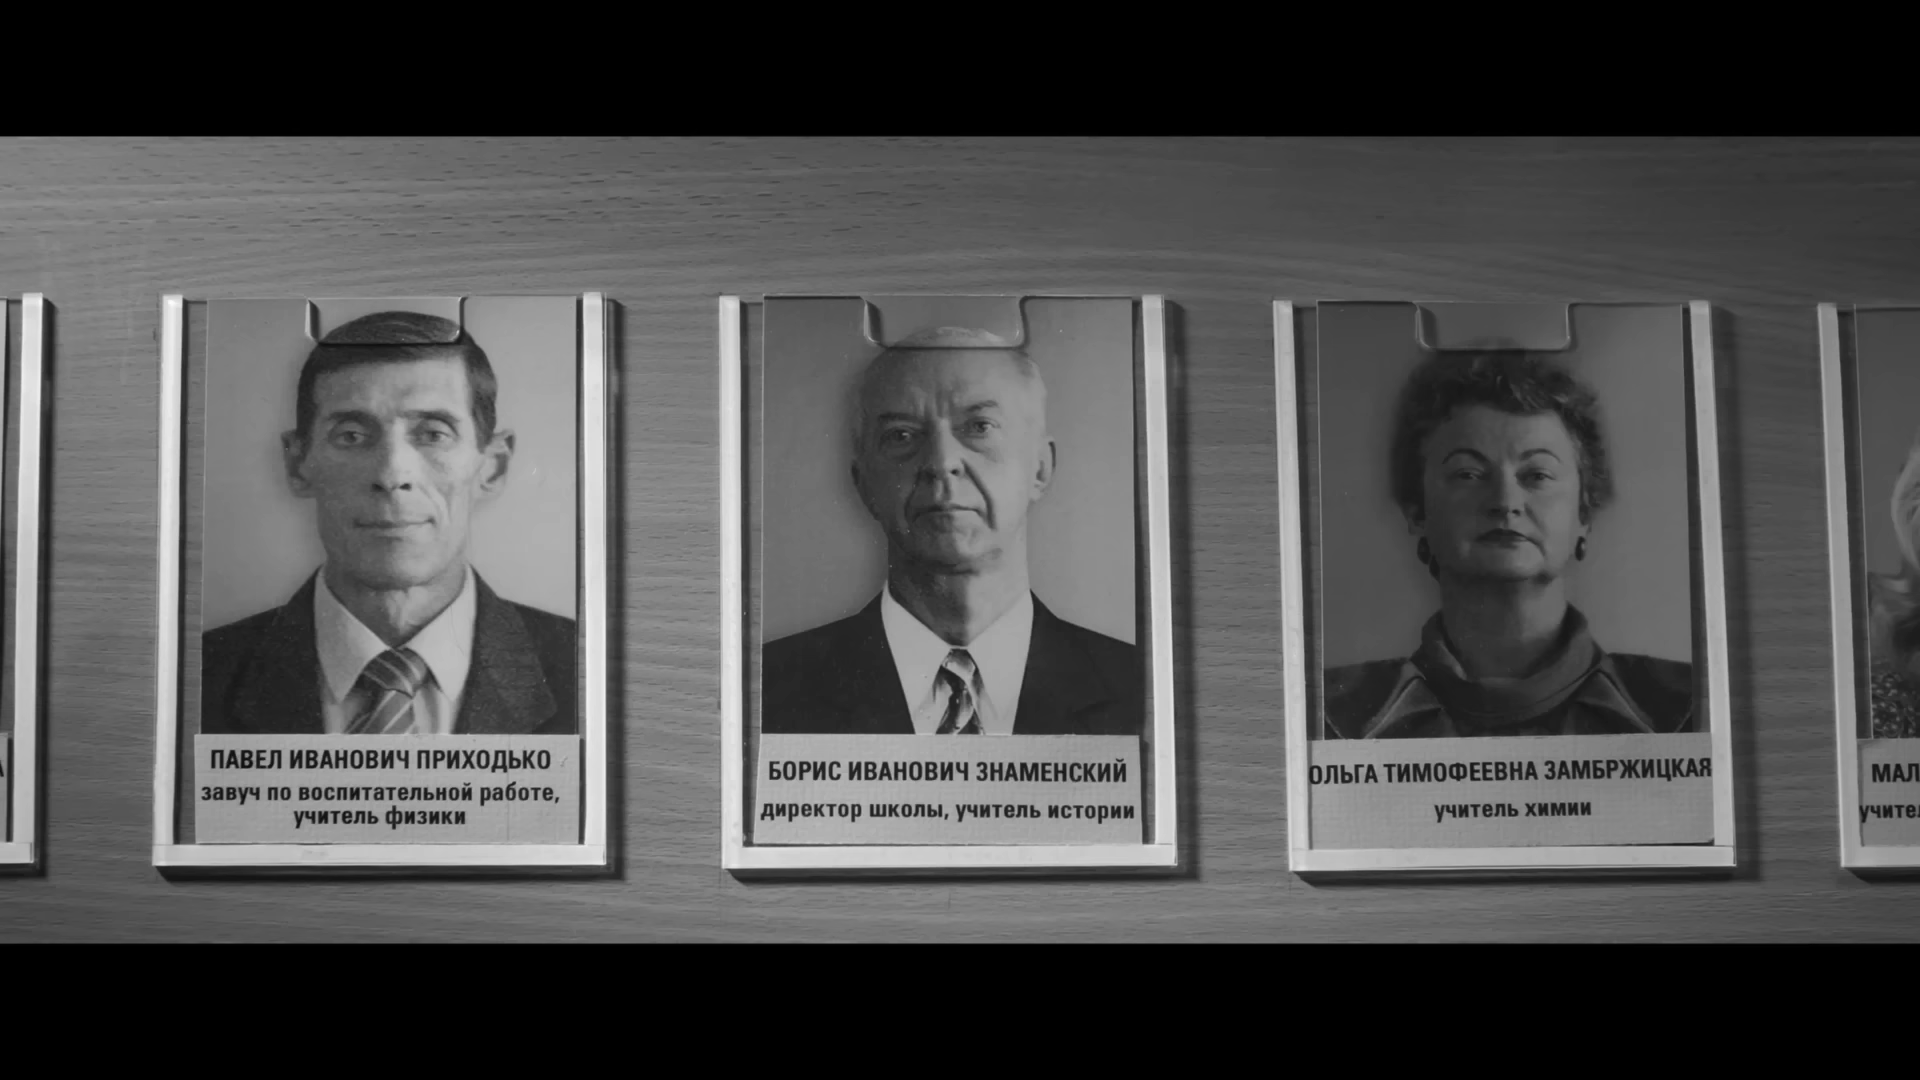 ПАВЕЛ ИВАНОВИЧ ПРИХОДЬКО
завуч по воспитательной работе,
учитель физики
БОРИС ИВАНОВИЧ ЗНАМЕНСКИЙ
директор школы, учитель истории
ОЛЬГА ТИМОФЕЕВНА ЗАМБРЖИЦКАЯ
учитель химии